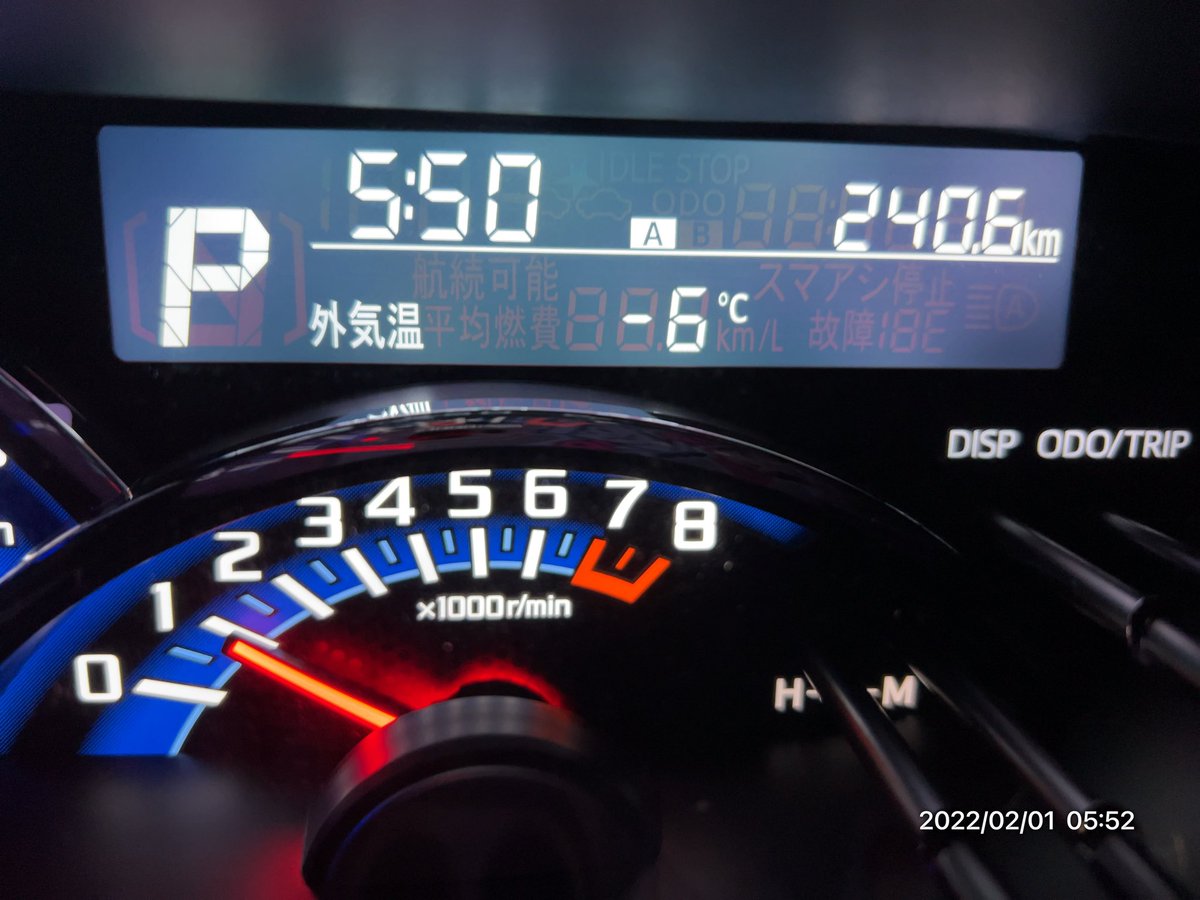 5:50
IDLE STOP
ODO
A B
240.6km
P
航続可能
スマアシ停止
外気温
平均燃費
-6℃
km/L
故障
DISP ODO/TRIP
0 1 2 3 4 5 6 7 8
×1000r/min
H- -M
2022/02/01 05:52